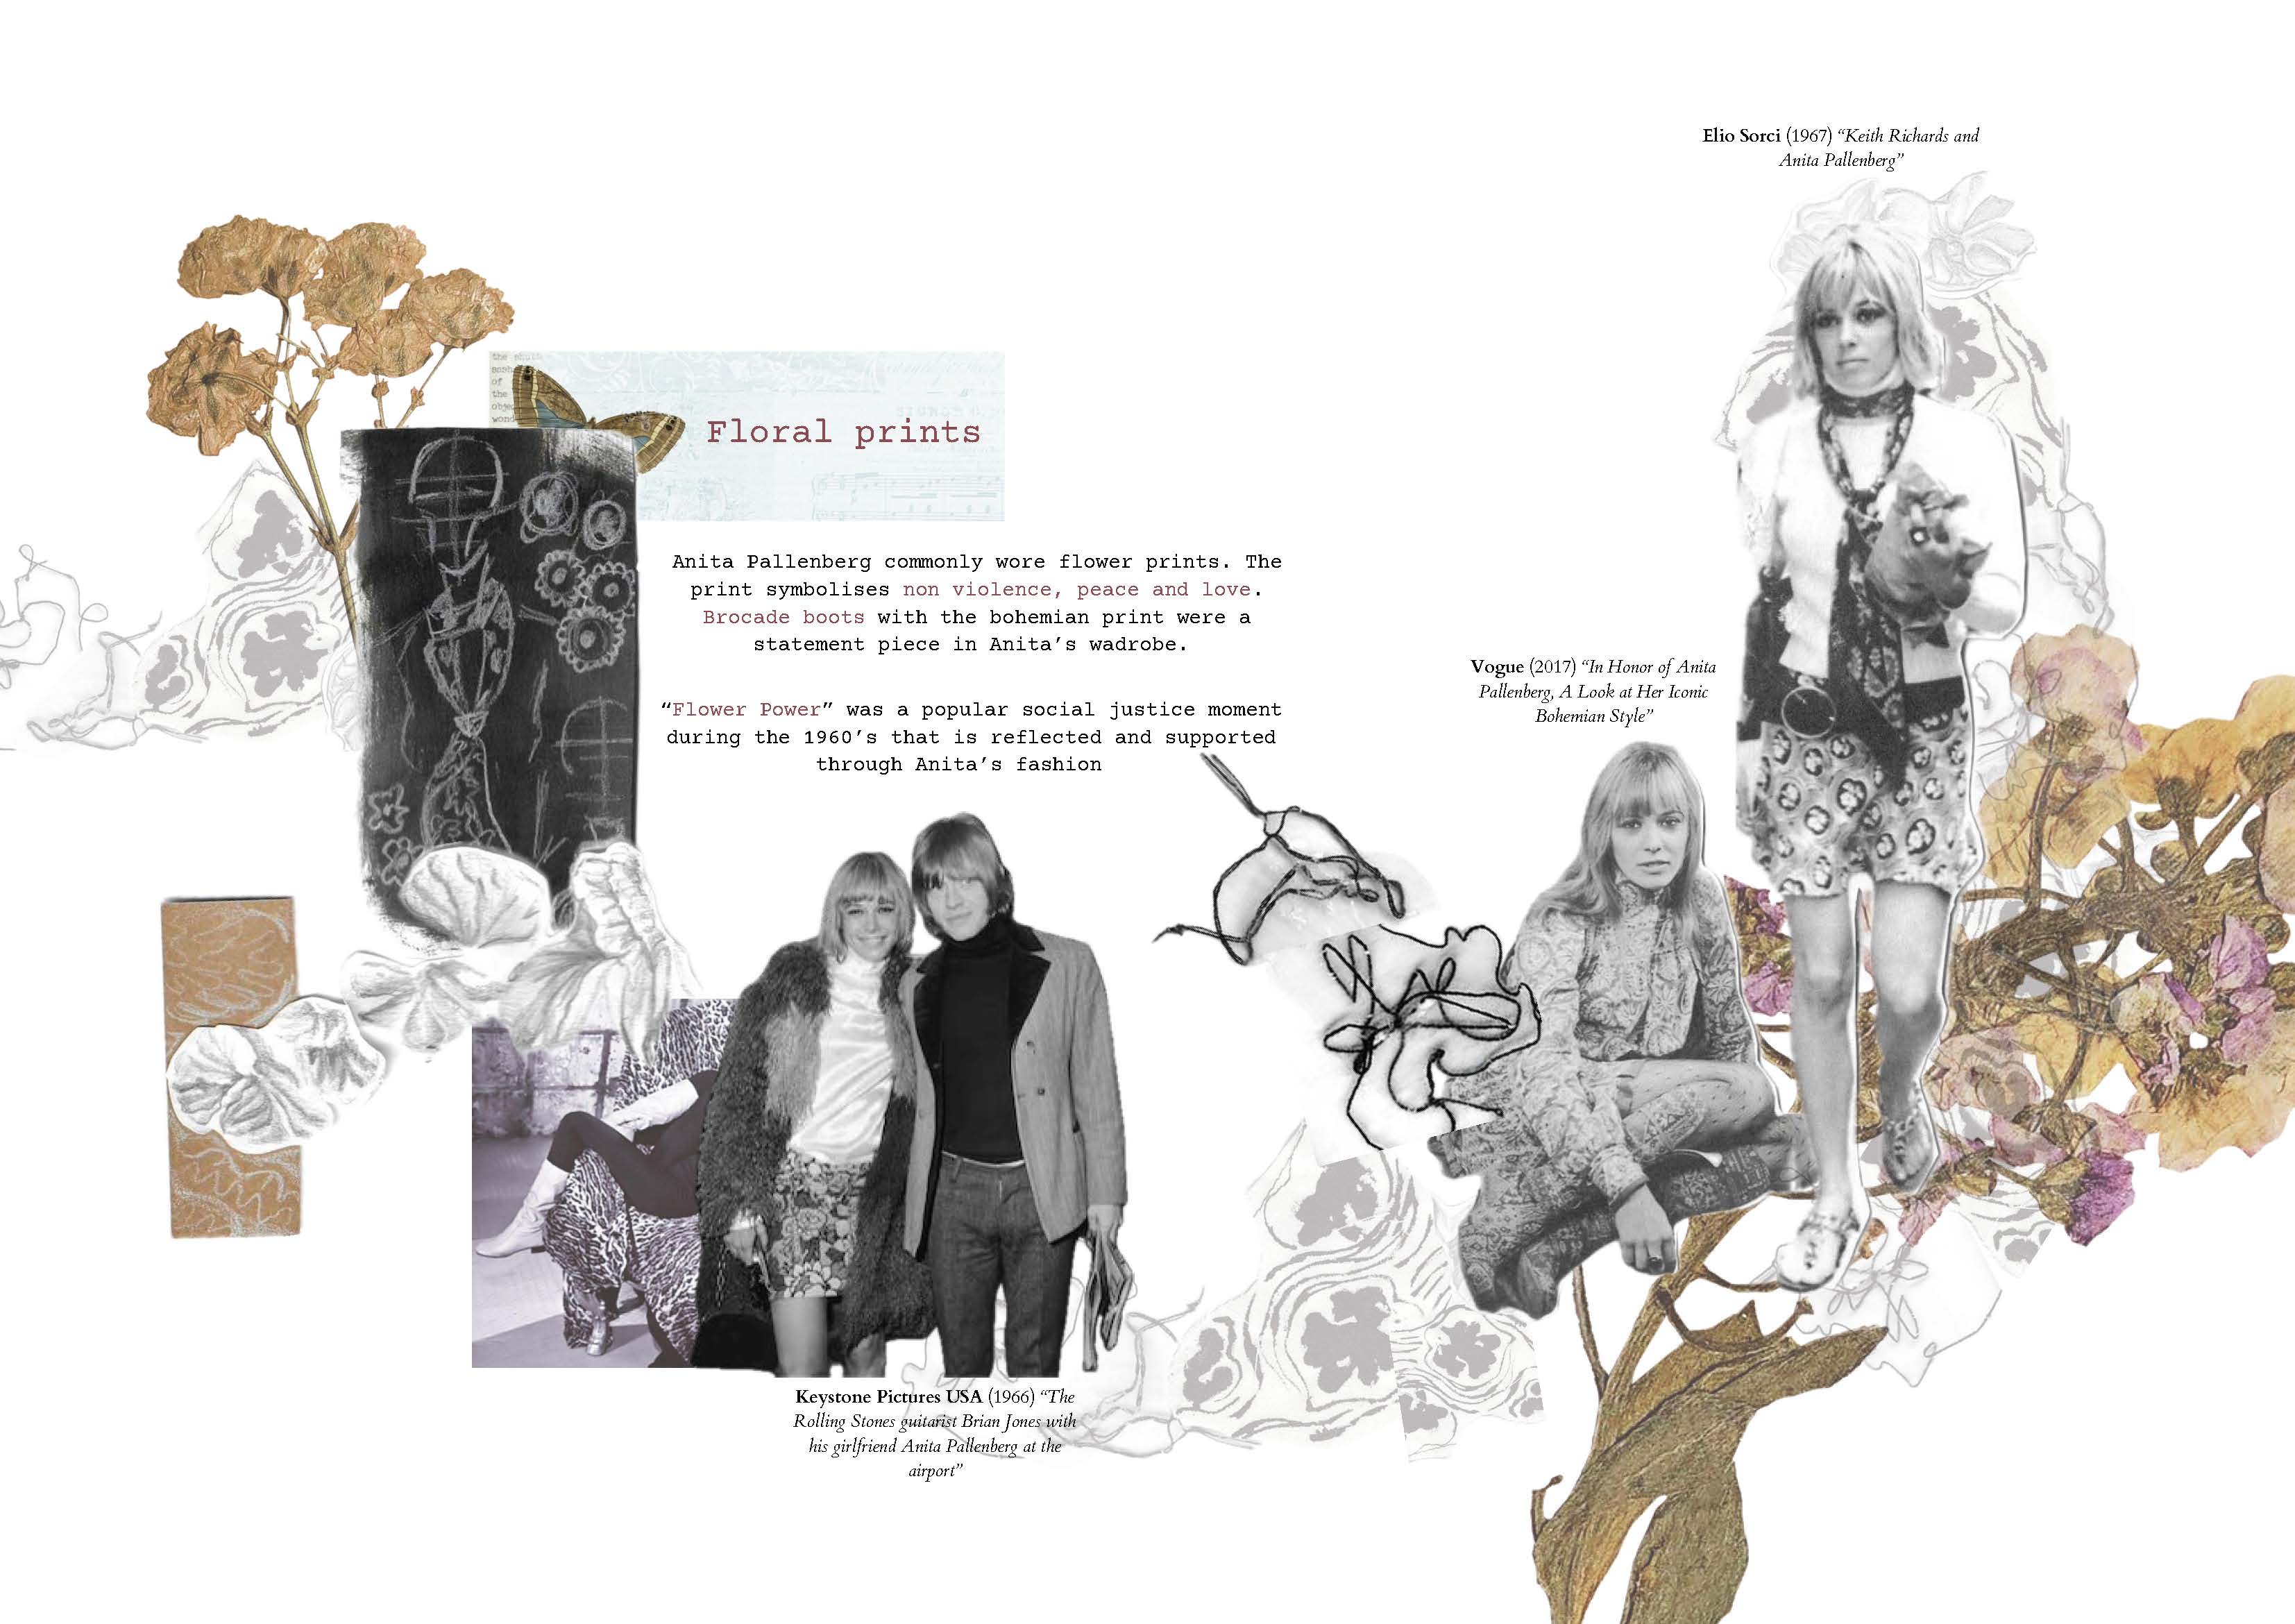 Elio Sorci (1967) “Keith Richards and
Anita Pallenberg”
the
of
the
Floral prints
Anita Pallenberg commonly wore flower prints. The
print symbolises non violence, peace and love.
Brocade boots with the bohemian print were a
statement piece in Anita’s wadrobe.
“Flower Power” was a popular social justice moment
during the 1960’s that is reflected and supported
through Anita’s fashion
Vogue (2017) “In Honor of Anita
Pallenberg, A Look at Her Iconic
Bohemian Style”
Keystone Pictures USA (1966) “The
Rolling Stones guitarist Brian Jones with
his girlfriend Anita Pallenberg at the
airport”